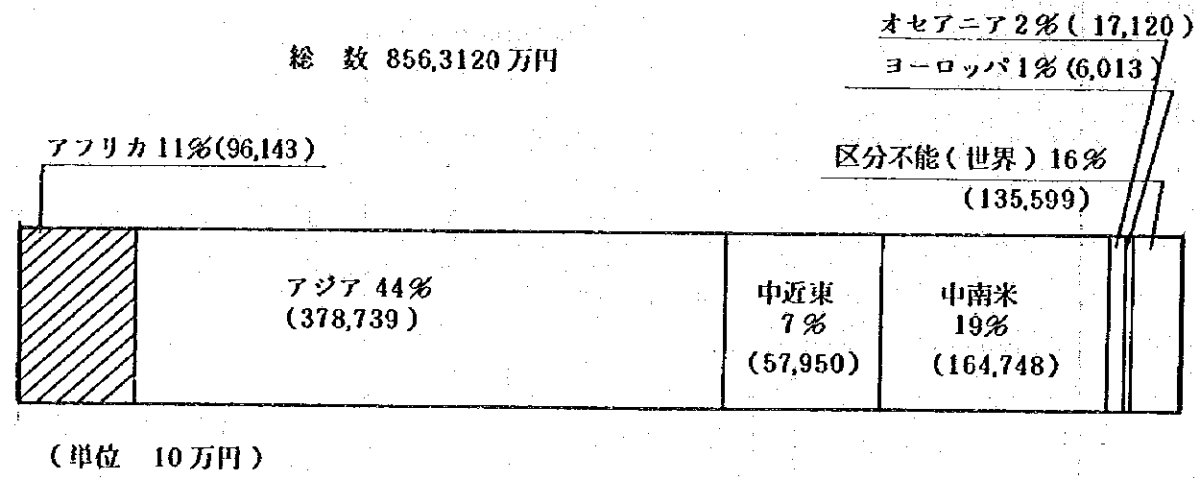 総 数 856,3120万円
オセアニア2%( 17,120 )
ヨーロッパ1%(6,013)
アフリカ11%(96,143)
区分不能(世界)16%
(135,599)
アジア 44%
(378,739)
中近東
7%
(57,950)
中南米
19%
(164,748)
(単位 10万円)